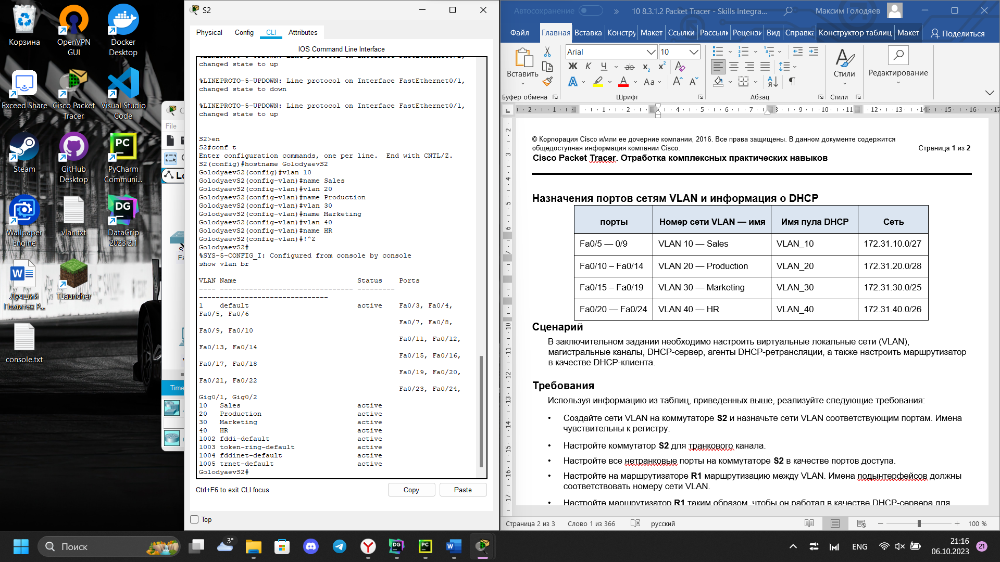 Корзина
OpenVPN GUI
Docker Desktop
Exceed Share
Cisco Packet Tracer
Visual Studio Code
Steam
GitHub Desktop
PyCharm Communi...
Wallpaper Engine
vlan.txt
DataGrip 2023.2.1
Лучший Политех Р...
TLauncher
console.txt
File
Time
S2
Physical
Config
CLI
Attributes
IOS Command Line Interface
changed state to up
%LINEPROTO-5-UPDOWN: Line protocol on Interface FastEthernet0/1,
changed state to down
%LINEPROTO-5-UPDOWN: Line protocol on Interface FastEthernet0/1,
changed state to up
S2>en
S2#conf t
Enter configuration commands, one per line.  End with CNTL/Z.
S2(config)#hostname GolodyaevS2
GolodyaevS2(config)#vlan 10
GolodyaevS2(config-vlan)#name Sales
GolodyaevS2(config-vlan)#vlan 20
GolodyaevS2(config-vlan)#name Production
GolodyaevS2(config-vlan)#vlan 30
GolodyaevS2(config-vlan)#name Marketing
GolodyaevS2(config-vlan)#vlan 40
GolodyaevS2(config-vlan)#name HR
GolodyaevS2(config-vlan)#!^Z
GolodyaevS2#
%SYS-5-CONFIG_I: Configured from console by console
show vlan br
VLAN Name Status Ports
---- -------------------------------- ---------
-------------------------------
1 default active Fa0/3, Fa0/4,
Fa0/5, Fa0/6
Fa0/7, Fa0/8,
Fa0/9, Fa0/10
Fa0/11, Fa0/12,
Fa0/13, Fa0/14
Fa0/15, Fa0/16,
Fa0/17, Fa0/18
Fa0/19, Fa0/20,
Fa0/21, Fa0/22
Fa0/23, Fa0/24,
Gig0/1, Gig0/2
10 Sales active
20 Production active
30 Marketing active
40 HR active
1002 fddi-default active
1003 token-ring-default active
1004 fddinet-default active
1005 trnet-default active
GolodyaevS2#
Ctrl+F6 to exit CLI focus
Copy
Paste
Top
Автосохранение
10 8.3.1.2 Packet Tracer - Skills Integra...
Максим Голодяев
Файл
Главная
Вставка
Констру
Макет
Ссылки
Рассылк
Рецензи
Вид
Справка
Конструктор таблиц
Макет
Поделиться
Вставить
Arial
10
Ж К Ч ab x₂ x²
Aa
Стили
Редактирование
Буфер обмена
Шрифт
Абзац
Стили
© Корпорация Cisco и/или ее дочерние компании, 2016. Все права защищены. В данном документе содержится
общедоступная информация компании Cisco.
Страница 1 из 2
Cisco Packet Tracer. Отработка комплексных практических навыков
Назначения портов сетям VLAN и информация о DHCP
порты Номер сети VLAN — имя Имя пула DHCP Сеть
Fa0/5 — 0/9 VLAN 10 — Sales VLAN_10 172.31.10.0/27
Fa0/10 – Fa0/14 VLAN 20 — Production VLAN_20 172.31.20.0/28
Fa0/15 – Fa0/19 VLAN 30 — Marketing VLAN_30 172.31.30.0/25
Fa0/20 — Fa0/24 VLAN 40 — HR VLAN_40 172.31.40.0/26
Сценарий
В заключительном задании необходимо настроить виртуальные локальные сети (VLAN),
магистральные каналы, DHCP-сервер, агенты DHCP-ретрансляции, а также настроить маршрутизатор
в качестве DHCP-клиента.
Требования
Используя информацию из таблиц, приведенных выше, реализуйте следующие требования:
• Создайте сети VLAN на коммутаторе S2 и назначьте сети VLAN соответствующим портам. Имена
чувствительны к регистру.
• Настройте коммутатор S2 для транкового канала.
• Настройте все нетранковые порты на коммутаторе S2 в качестве портов доступа.
• Настройте на маршрутизаторе R1 маршрутизацию между VLAN. Имена подынтерфейсов должны
соответствовать номеру сети VLAN.
• Настройте маршрутизатор R1 таким образом, чтобы он работал в качестве DHCP-сервера для
Страница 2 из 3
Слово 1 из 366
русский
100 %
Поиск
3°
ENG
21:16
06.10.2023
21